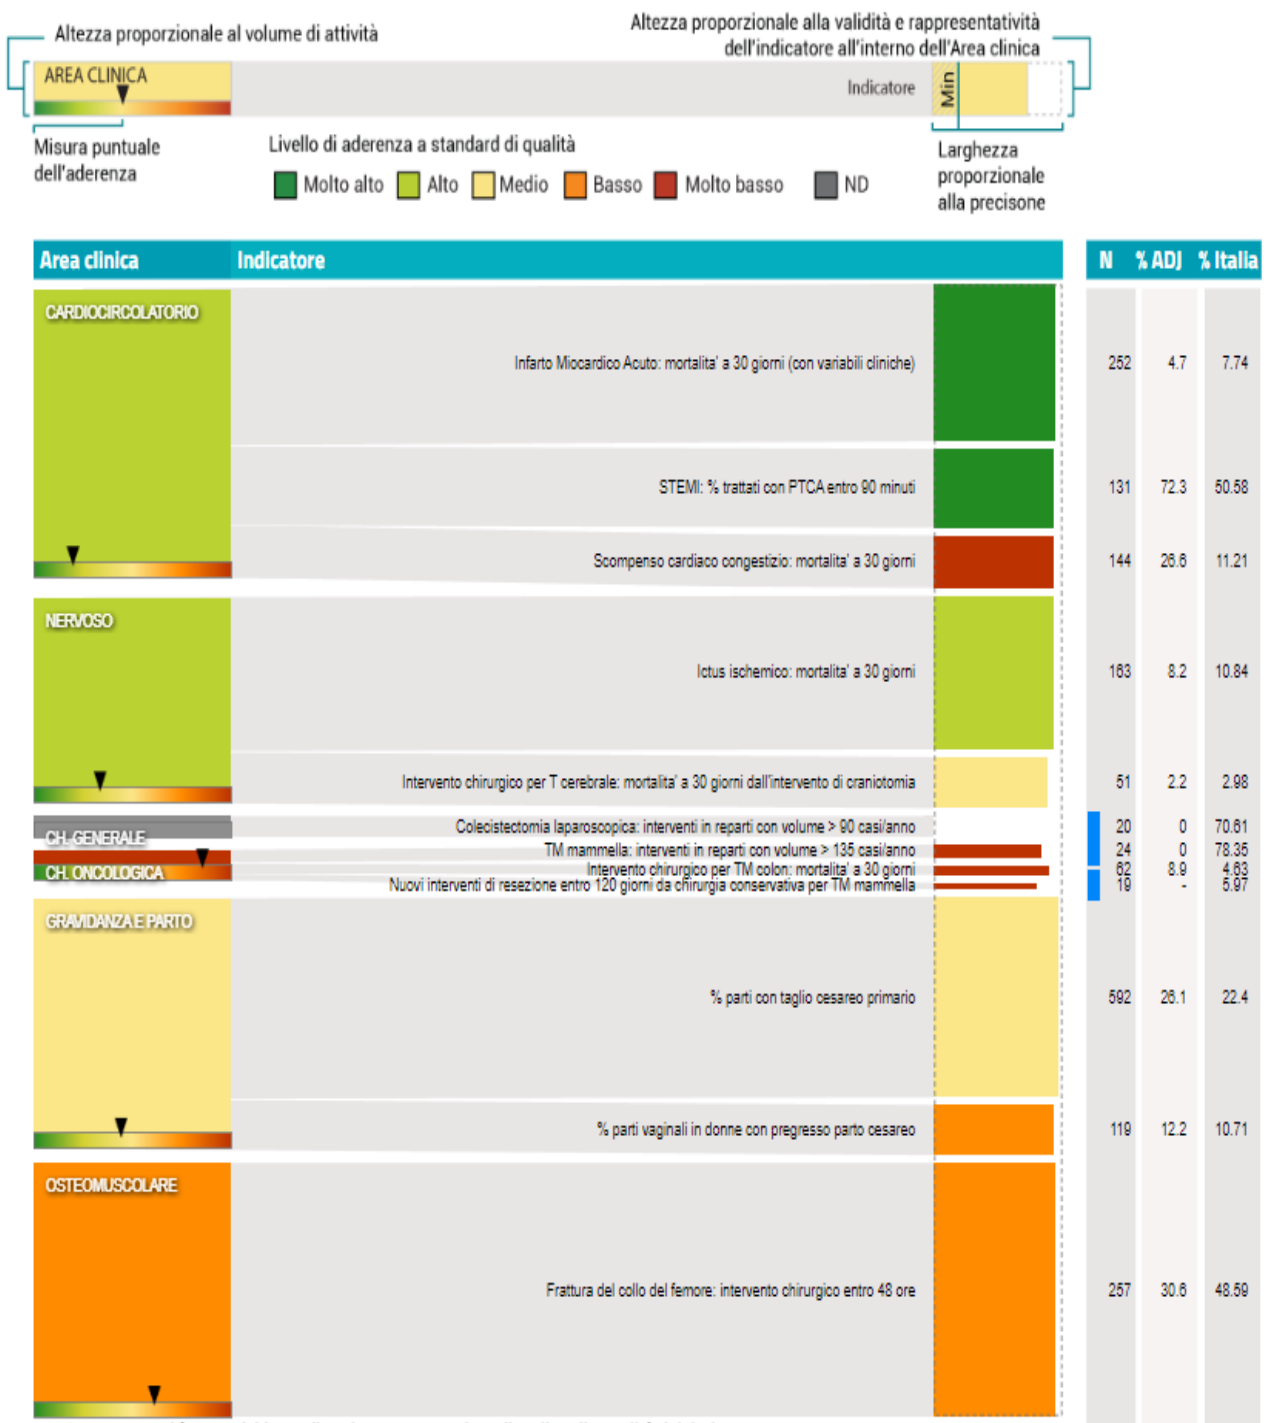 Altezza proporzionale al volume di attività
Altezza proporzionale alla validità e rappresentatività
dell'indicatore all'interno dell'Area clinica
AREA CLINICA
Indicatore
Min
Misura puntuale
dell'aderenza
Livello di aderenza a standard di qualità
Molto alto Alto Medio Basso Molto basso ND
Larghezza
proporzionale
alla precisone
Area clinica Indicatore N % ADJ % Italia
CARDIOCIRCOLATORIO
Infarto Miocardico Acuto: mortalita' a 30 giorni (con variabili cliniche) 252 4.7 7.74
STEMI: % trattati con PTCA entro 90 minuti 131 72.3 50.58
Scompenso cardiaco congestizio: mortalita' a 30 giorni 144 26.6 11.21
NERVOSO
Ictus ischemico: mortalita' a 30 giorni 163 8.2 10.84
Intervento chirurgico per T cerebrale: mortalita' a 30 giorni dall'intervento di craniotomia 51 2.2 2.98
CH. GENERALE
Colecistectomia laparoscopica: interventi in reparti con volume > 90 casi/anno 20 0 70.61
TM mammella: interventi in reparti con volume > 135 casi/anno 24 0 78.35
CH. ONCOLOGICA
Intervento chirurgico per TM colon: mortalita' a 30 giorni 62 8.9 4.63
Nuovi interventi di resezione entro 120 giorni da chirurgia conservativa per TM mammella 19 - 5.97
GRAVIDANZA E PARTO
% parti con taglio cesareo primario 592 26.1 22.4
% parti vaginali in donne con pregresso parto cesareo 119 12.2 10.71
OSTEOMUSCOLARE
Frattura del collo del femore: intervento chirurgico entro 48 ore 257 30.6 48.59